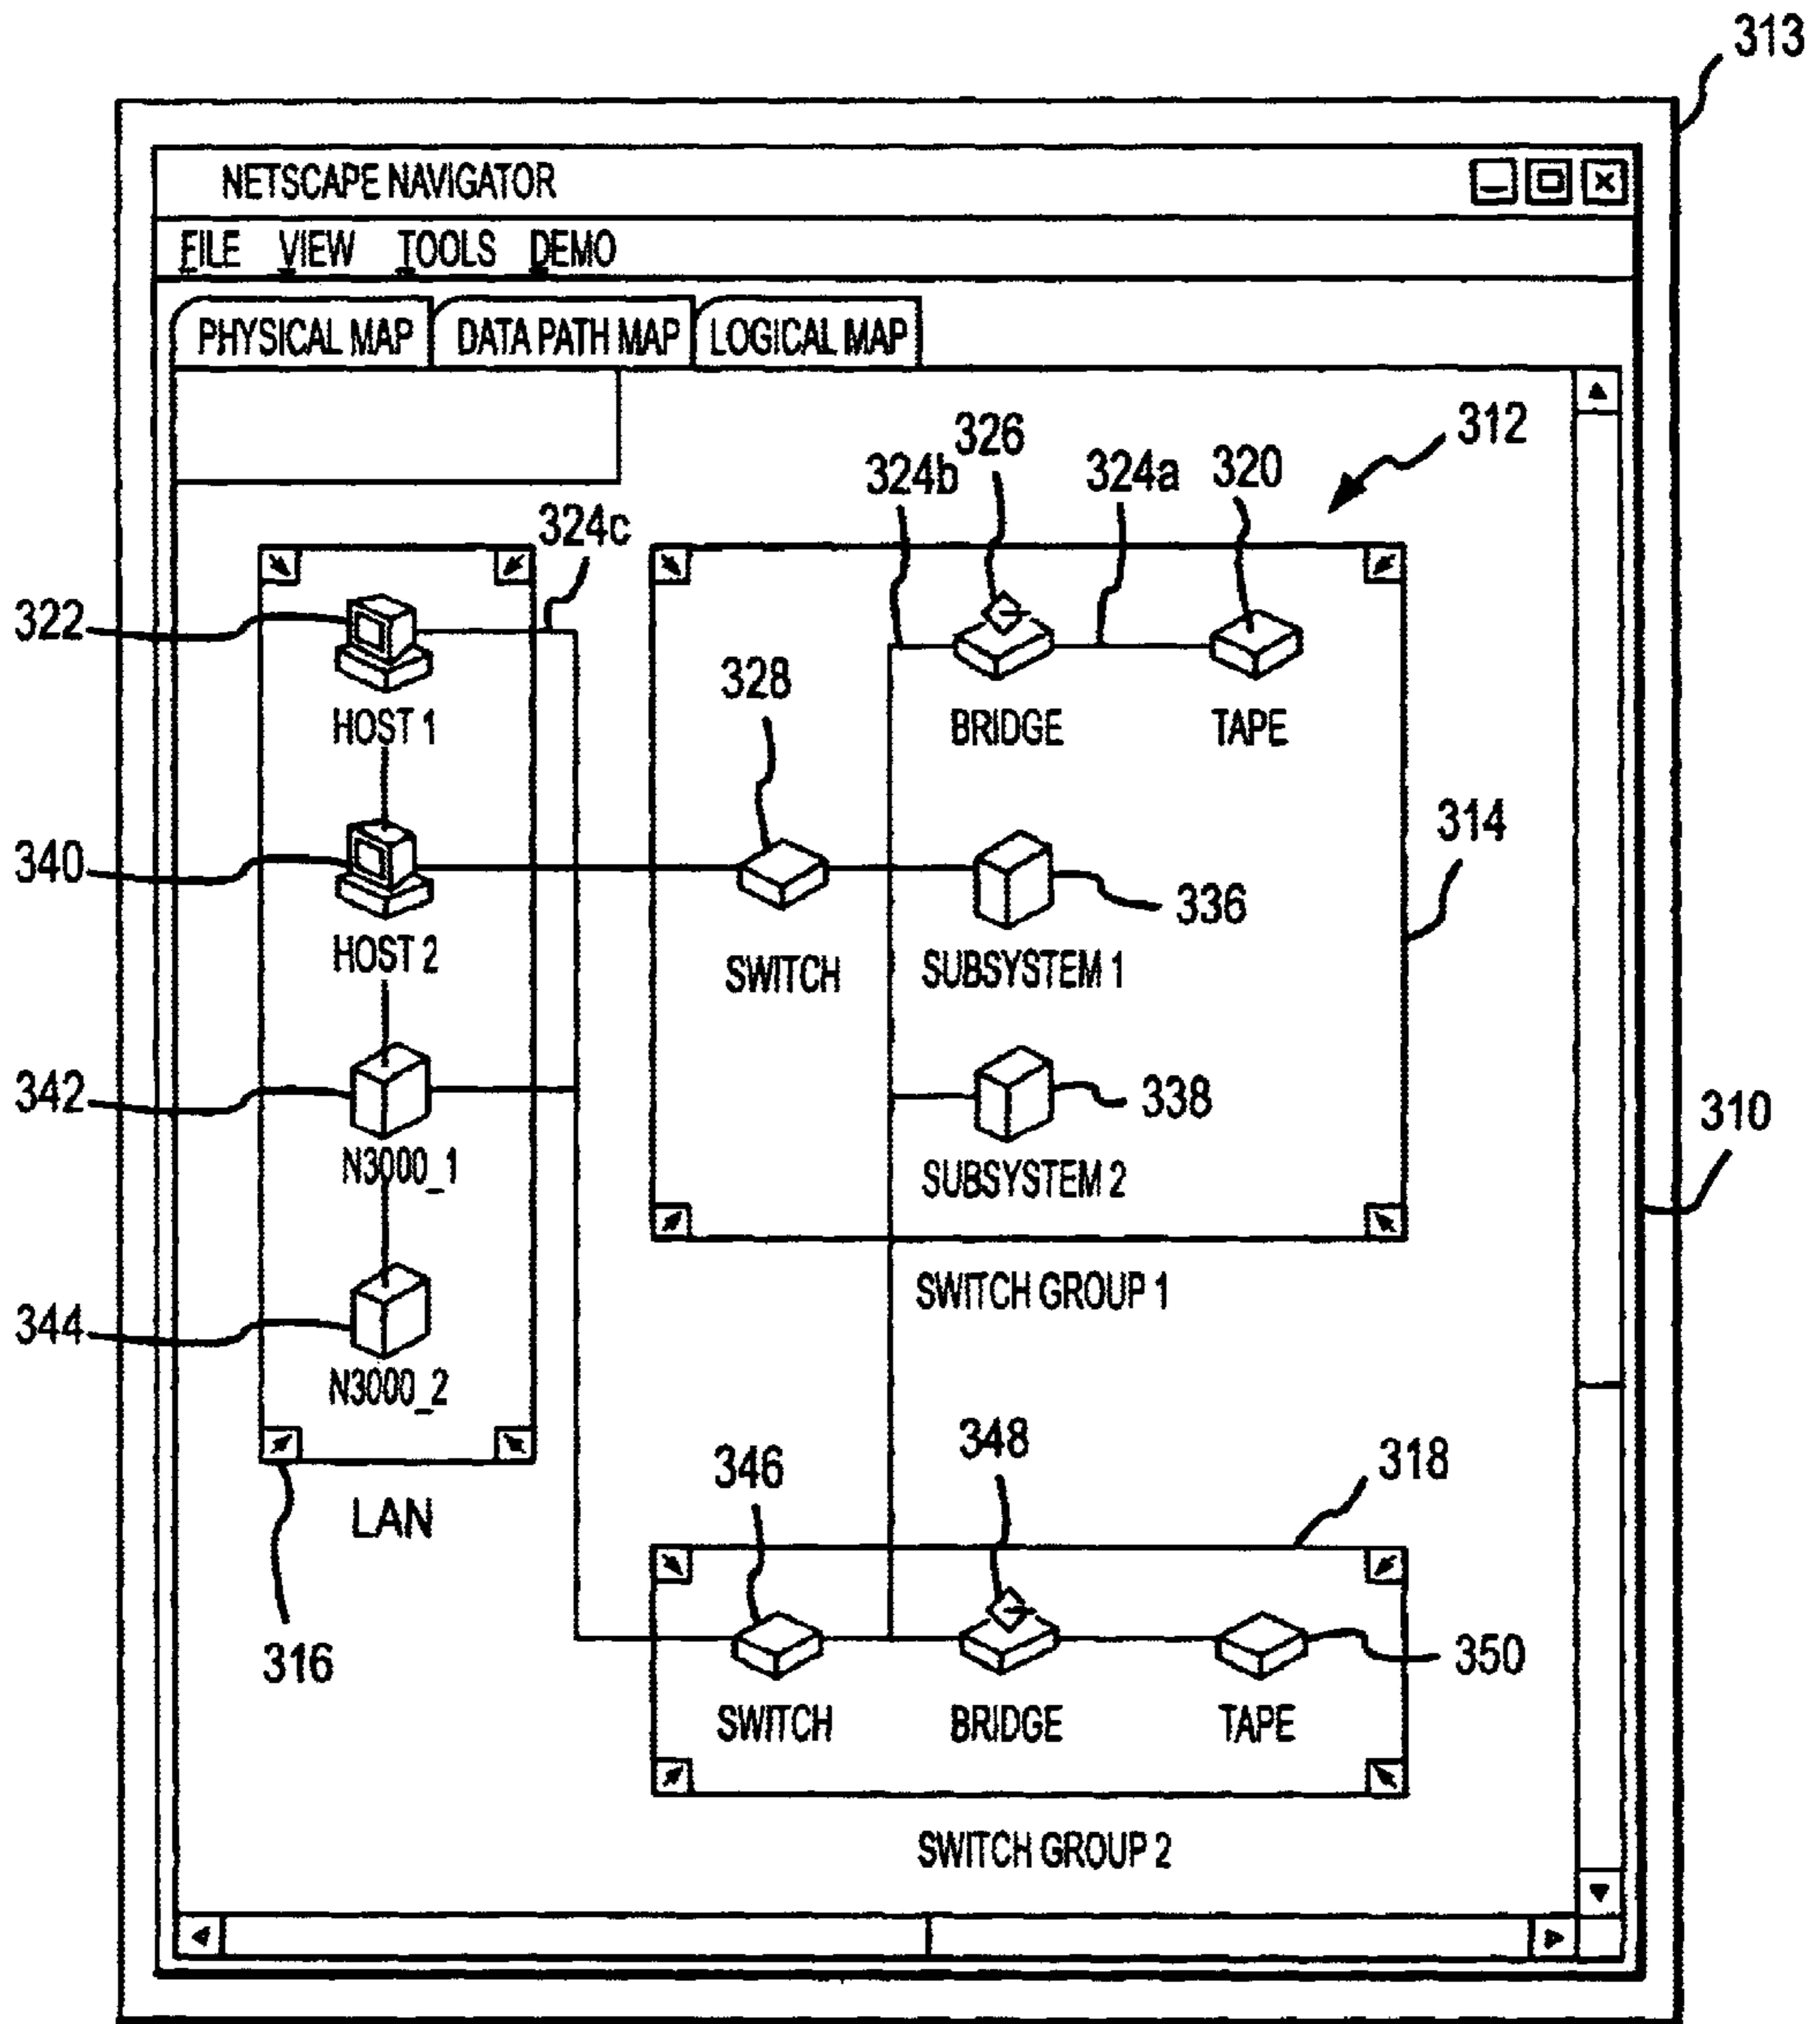 313
NETSCAPE NAVIGATOR
FILE VIEW TOOLS DEMO
PHYSICAL MAP DATA PATH MAP LOGICAL MAP
326
312
324b
324a
320
324c
322
328
HOST 1
BRIDGE
TAPE
314
340
336
HOST 2
SWITCH
SUBSYSTEM 1
342
338
310
N3000_1
SUBSYSTEM 2
SWITCH GROUP 1
344
N3000_2
346
348
318
LAN
316
350
SWITCH
BRIDGE
TAPE
SWITCH GROUP 2